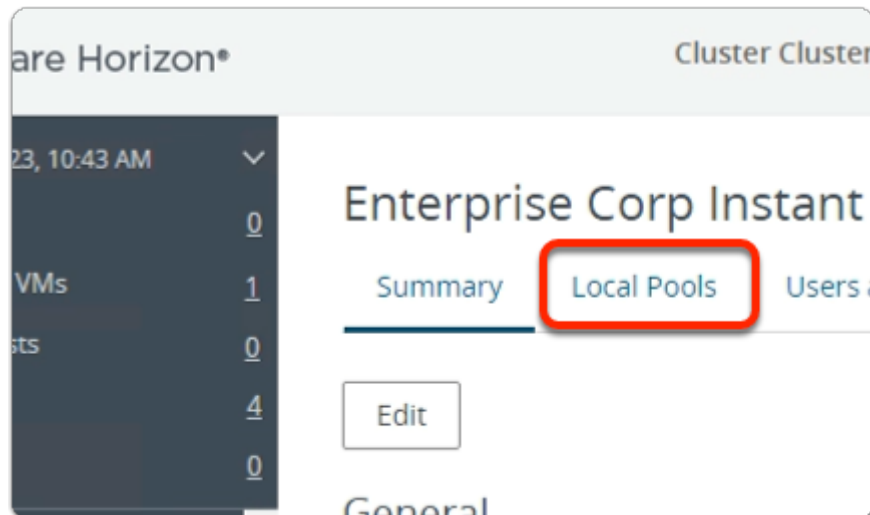 are Horizon®
Cluster Cluster
23, 10:43 AM
0
VMs 1
sts 0
4
0
Enterprise Corp Instant
Summary Local Pools Users a
Edit
General